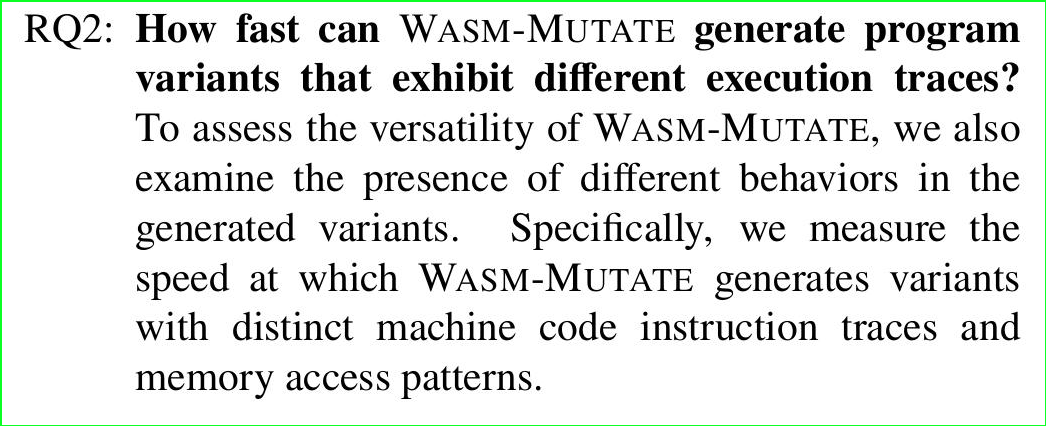 RQ2: How fast can WASM-MUTATE generate program
variants that exhibit different execution traces?
To assess the versatility of WASM-MUTATE, we also
examine the presence of different behaviors in the
generated variants. Specifically, we measure the
speed at which WASM-MUTATE generates variants
with distinct machine code instruction traces and
memory access patterns.